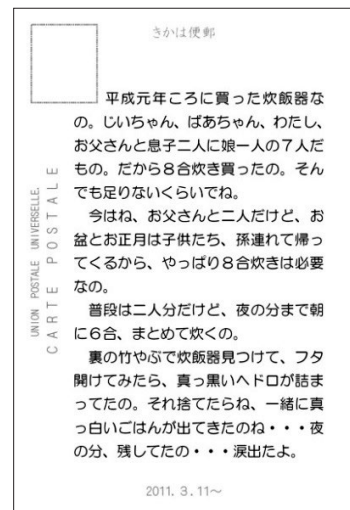 きかは便郵
UNION POSTALE UNIVERSELLE.
CARTE POSTALE
平成元年ころに買った炊飯器な
の。じいちゃん、ばあちゃん、わたし、
お父さんと息子二人に娘一人の７人だ
もの。だから８合炊き買ったの。そん
でも足りないくらいでね。
今はね、お父さんと二人だけど、お
盆とお正月は子供たち、孫連れて帰っ
てくるから、やっぱり８合炊きは必要
なの。
普段は二人分だけど、夜の分まで朝
に６合、まとめて炊くの。
裏の竹やぶで炊飯器見つけて、フタ
開けてみたら、真っ黒いヘドロが詰ま
ってたの。それ捨てたらね、一緒に真
っ白いごはんが出てきたのね・・・夜
の分、残してたの・・・涙出たよ。
2011. 3. 11～